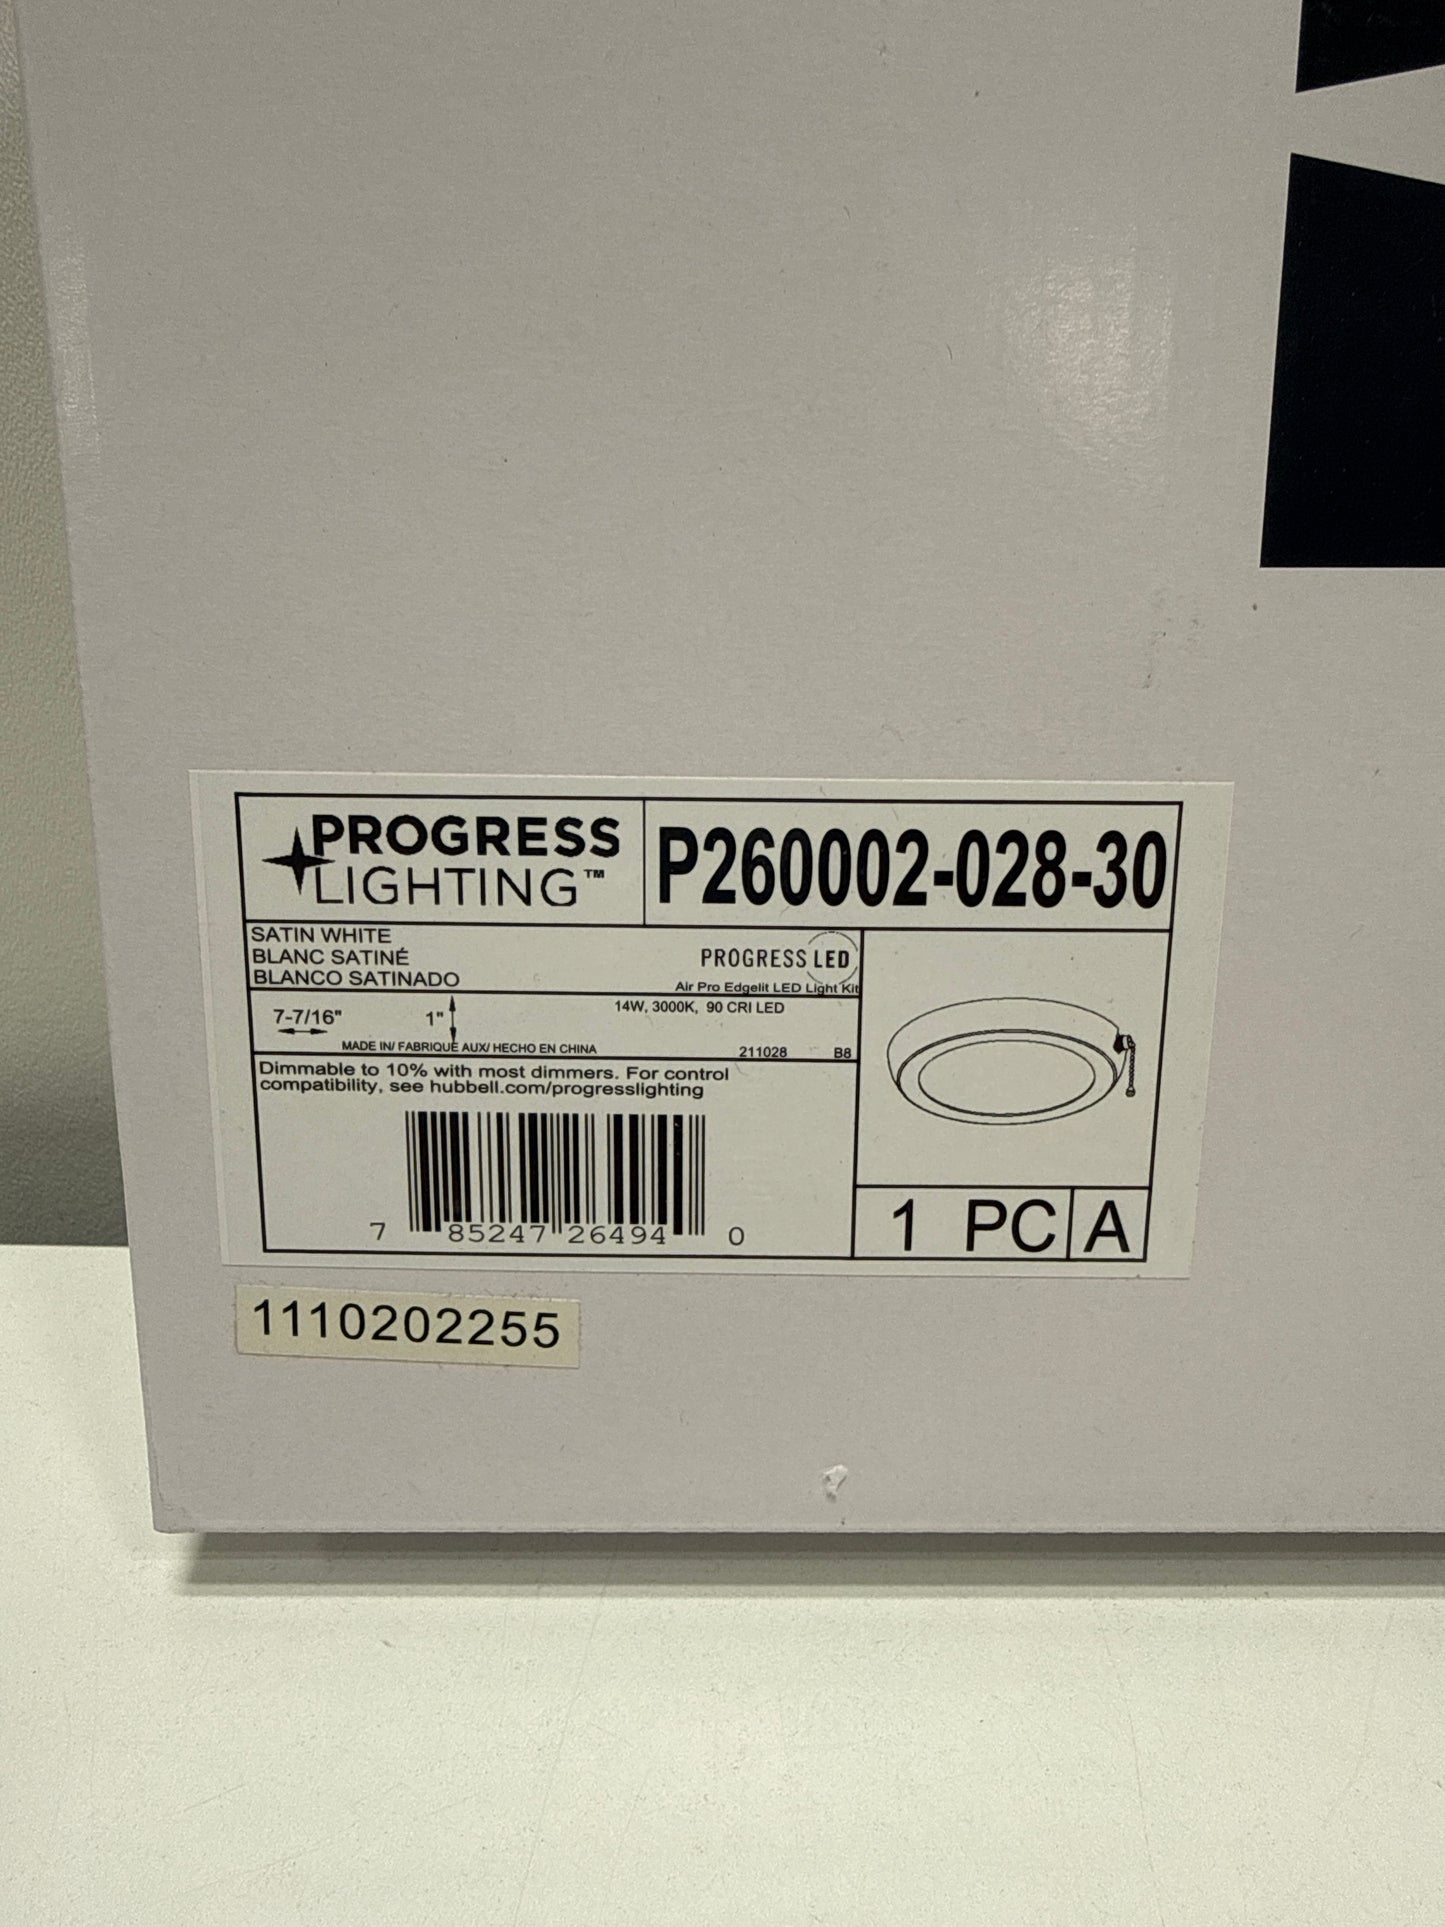 PROGRESS
LIGHTING™
P260002-028-30
SATIN WHITE
BLANC SATINÉ
BLANCO SATINADO
PROGRESS LED
Air Pro Edgelit LED Light Kit
7-7/16"
1"
14W, 3000K, 90 CRI LED
MADE IN/ FABRIQUÉ AUX/ HECHO EN CHINA
211028 B8
Dimmable to 10% with most dimmers. For control
compatibility, see hubbell.com/progresslighting
7 85247 26494 0
1 PC A
1110202255